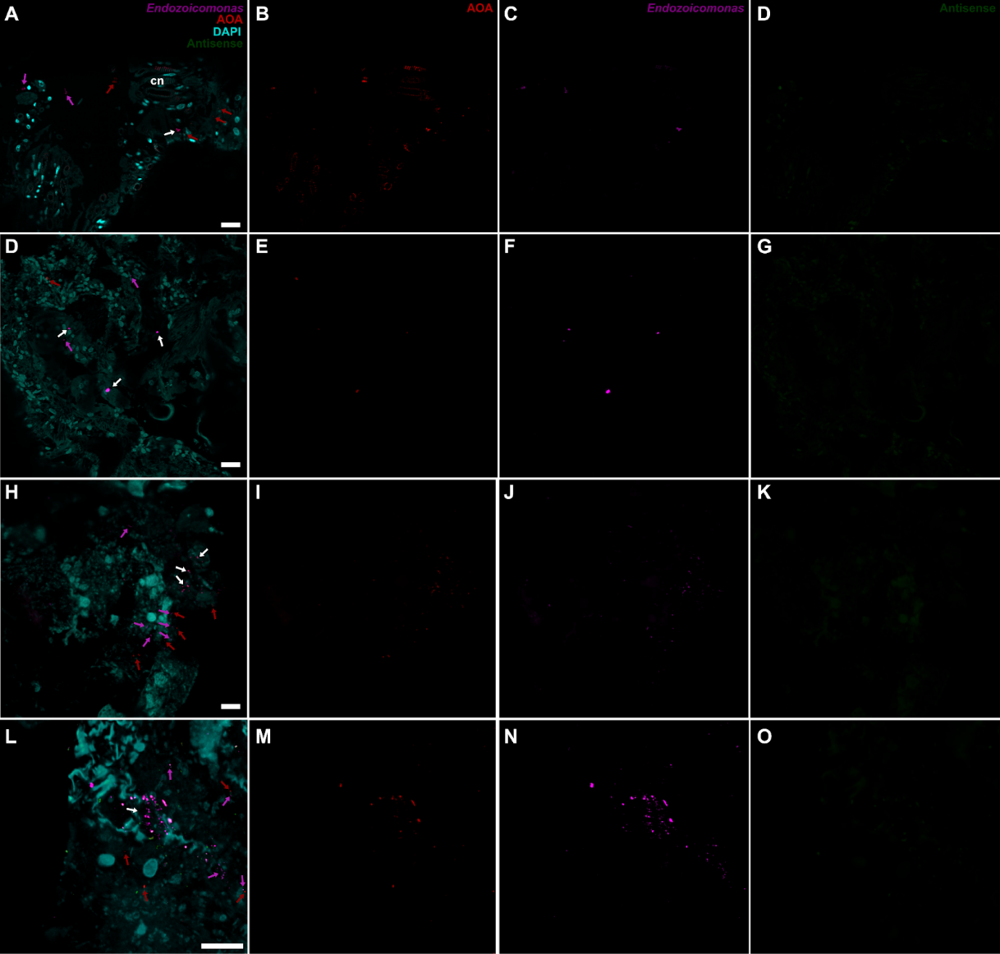 A
Endozoicomonas
AOA
DAPI
Antisense
cn
B
AOA
C
Endozoicomonas
D
Antisense
D
E
F
G
H
I
J
K
L
M
N
O